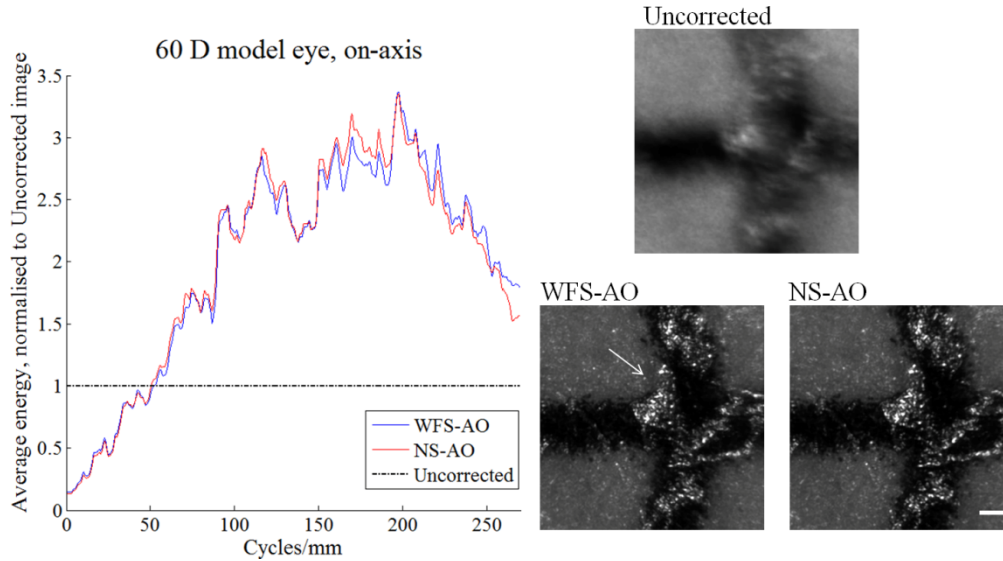 60 D model eye, on-axis
Average energy, normalised to Uncorrected image
3.5
3
2.5
2
1.5
1
0.5
0
0
50
100
150
200
250
Cycles/mm
WFS-AO
NS-AO
Uncorrected
Uncorrected
WFS-AO
NS-AO